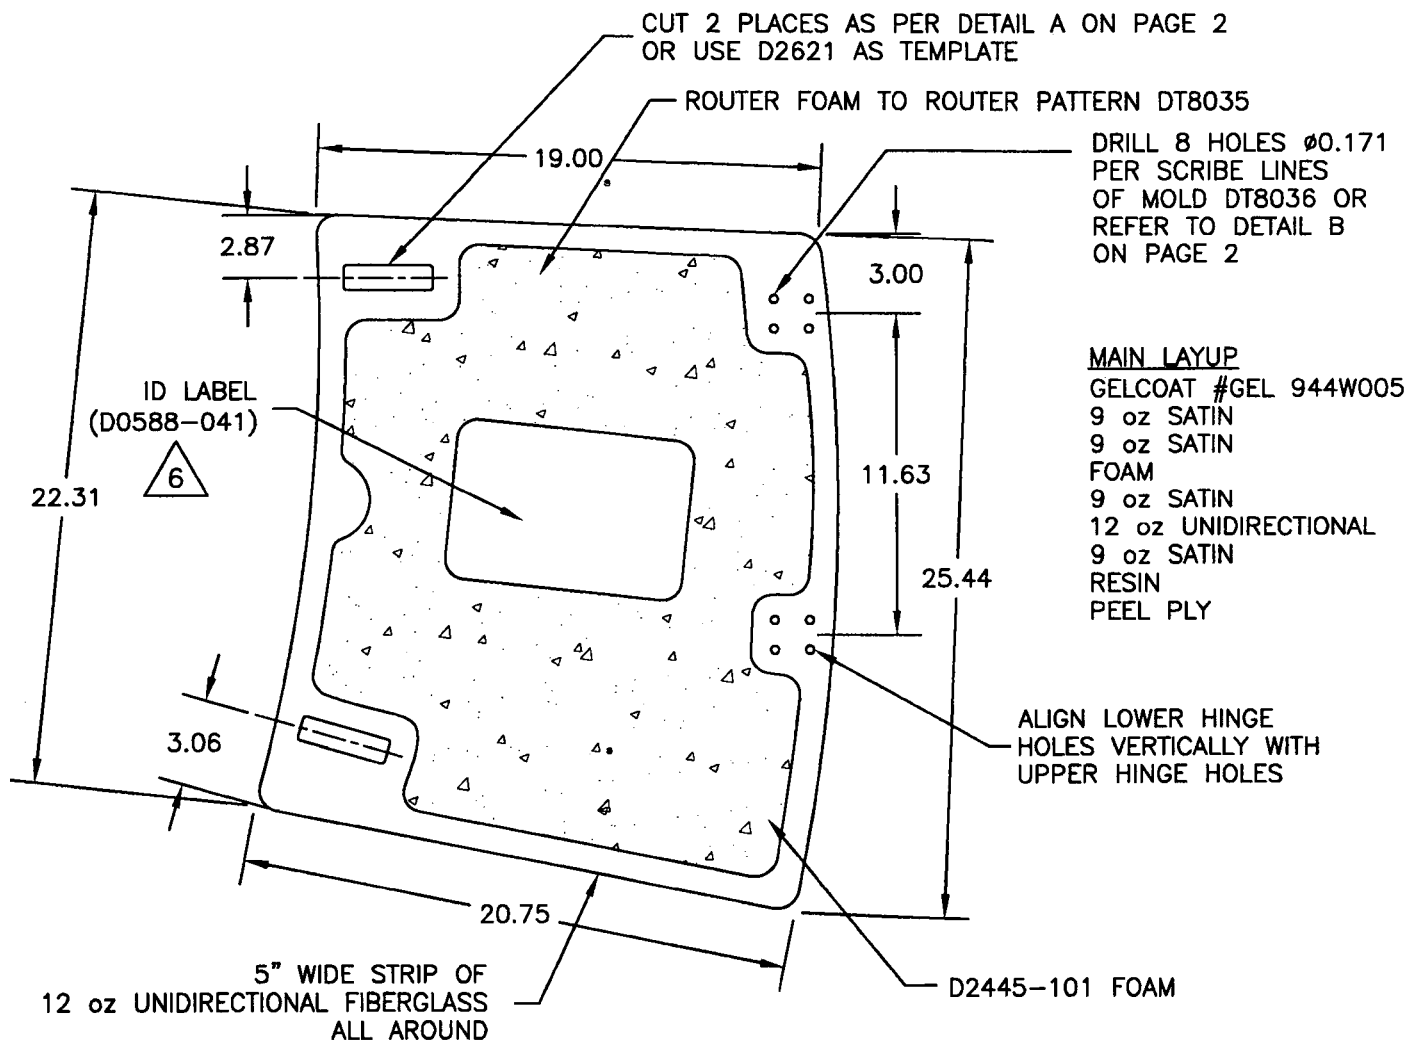 CUT 2 PLACES AS PER DETAIL A ON PAGE 2
OR USE D2621 AS TEMPLATE
ROUTER FOAM TO ROUTER PATTERN DT8035
DRILL 8 HOLES ø0.171
PER SCRIBE LINES
OF MOLD DT8036 OR
REFER TO DETAIL B
ON PAGE 2
19.00
2.87
3.00
MAIN LAYUP
GELCOAT #GEL 944W005
9 oz SATIN
9 oz SATIN
FOAM
9 oz SATIN
12 oz UNIDIRECTIONAL
9 oz SATIN
RESIN
PEEL PLY
ID LABEL
(D0588-041)
6
22.31
11.63
25.44
3.06
ALIGN LOWER HINGE
HOLES VERTICALLY WITH
UPPER HINGE HOLES
20.75
5" WIDE STRIP OF
12 oz UNIDIRECTIONAL FIBERGLASS
ALL AROUND
D2445-101 FOAM